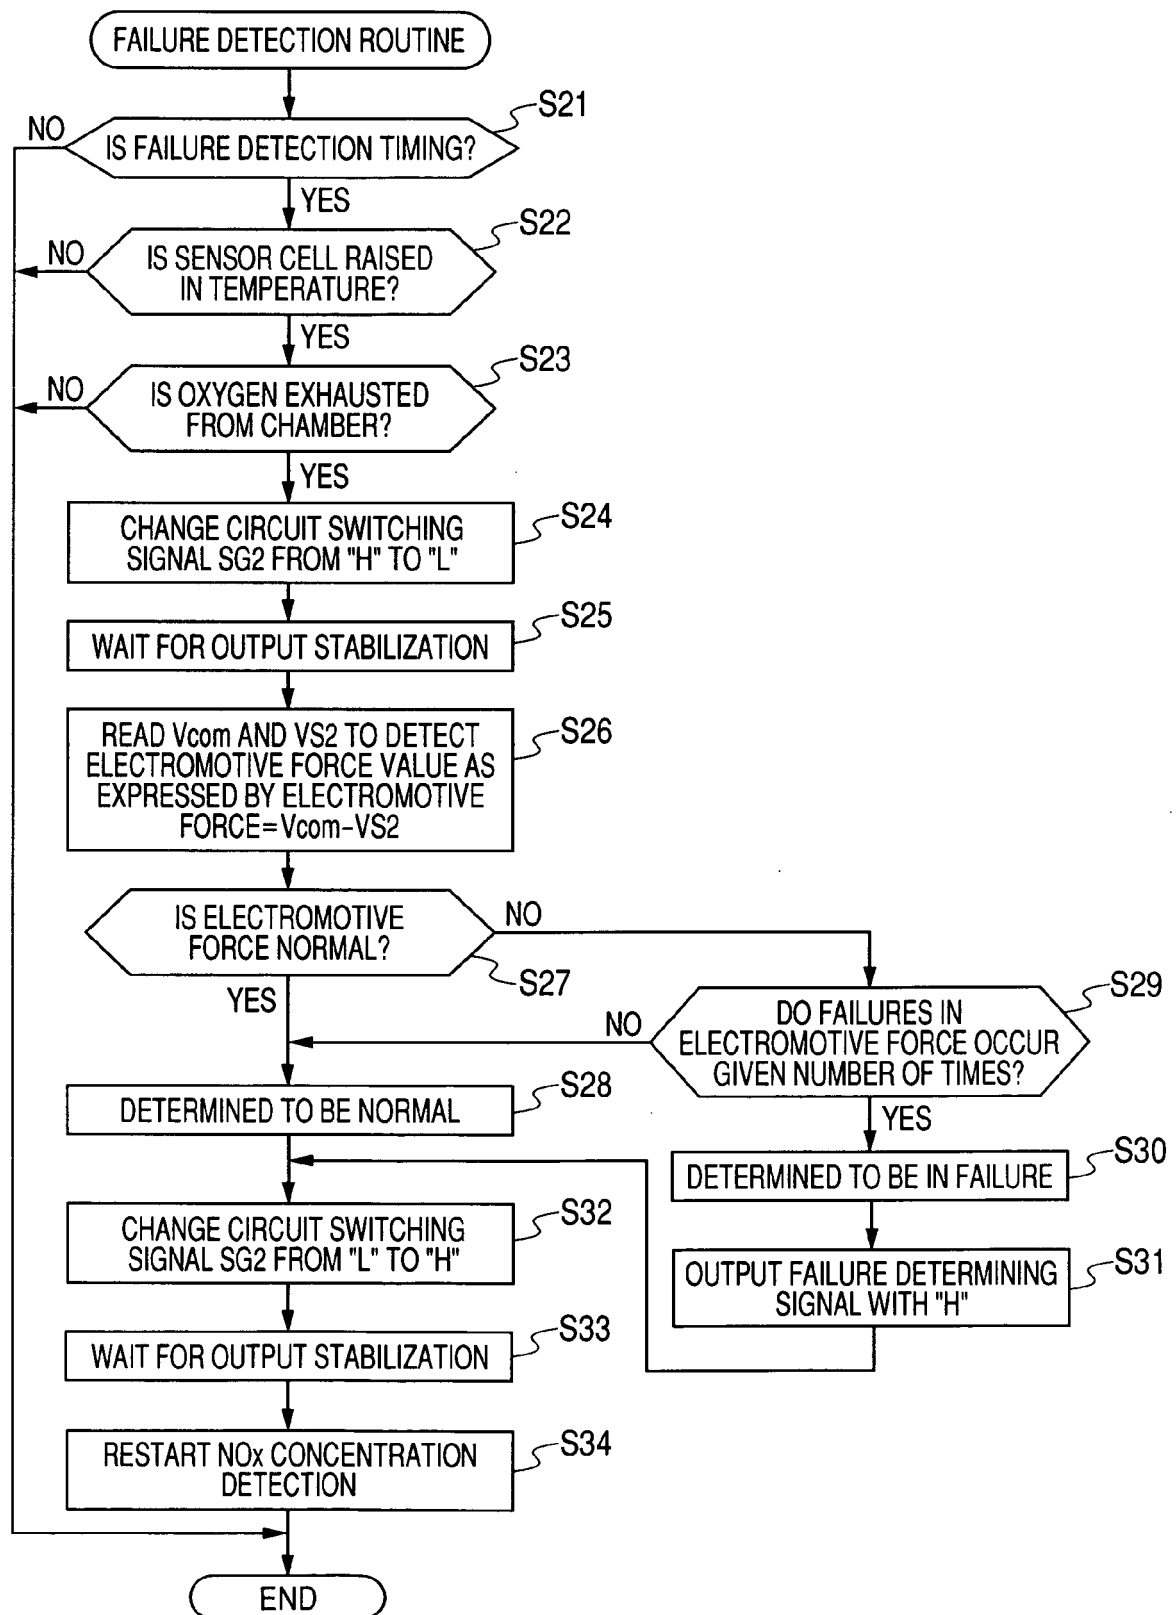 FAILURE DETECTION ROUTINE
S21
NO
IS FAILURE DETECTION TIMING?
YES
S22
NO
IS SENSOR CELL RAISED
IN TEMPERATURE?
YES
S23
NO
IS OXYGEN EXHAUSTED
FROM CHAMBER?
YES
S24
CHANGE CIRCUIT SWITCHING
SIGNAL SG2 FROM "H" TO "L"
S25
WAIT FOR OUTPUT STABILIZATION
S26
READ Vcom AND VS2 TO DETECT
ELECTROMOTIVE FORCE VALUE AS
EXPRESSED BY ELECTROMOTIVE
FORCE=Vcom-VS2
IS ELECTROMOTIVE
FORCE NORMAL?
NO
S27
YES
S29
NO
DO FAILURES IN
ELECTROMOTIVE FORCE OCCUR
GIVEN NUMBER OF TIMES?
YES
S28
DETERMINED TO BE NORMAL
S30
DETERMINED TO BE IN FAILURE
S32
CHANGE CIRCUIT SWITCHING
SIGNAL SG2 FROM "L" TO "H"
S31
OUTPUT FAILURE DETERMINING
SIGNAL WITH "H"
S33
WAIT FOR OUTPUT STABILIZATION
S34
RESTART NOx CONCENTRATION
DETECTION
END